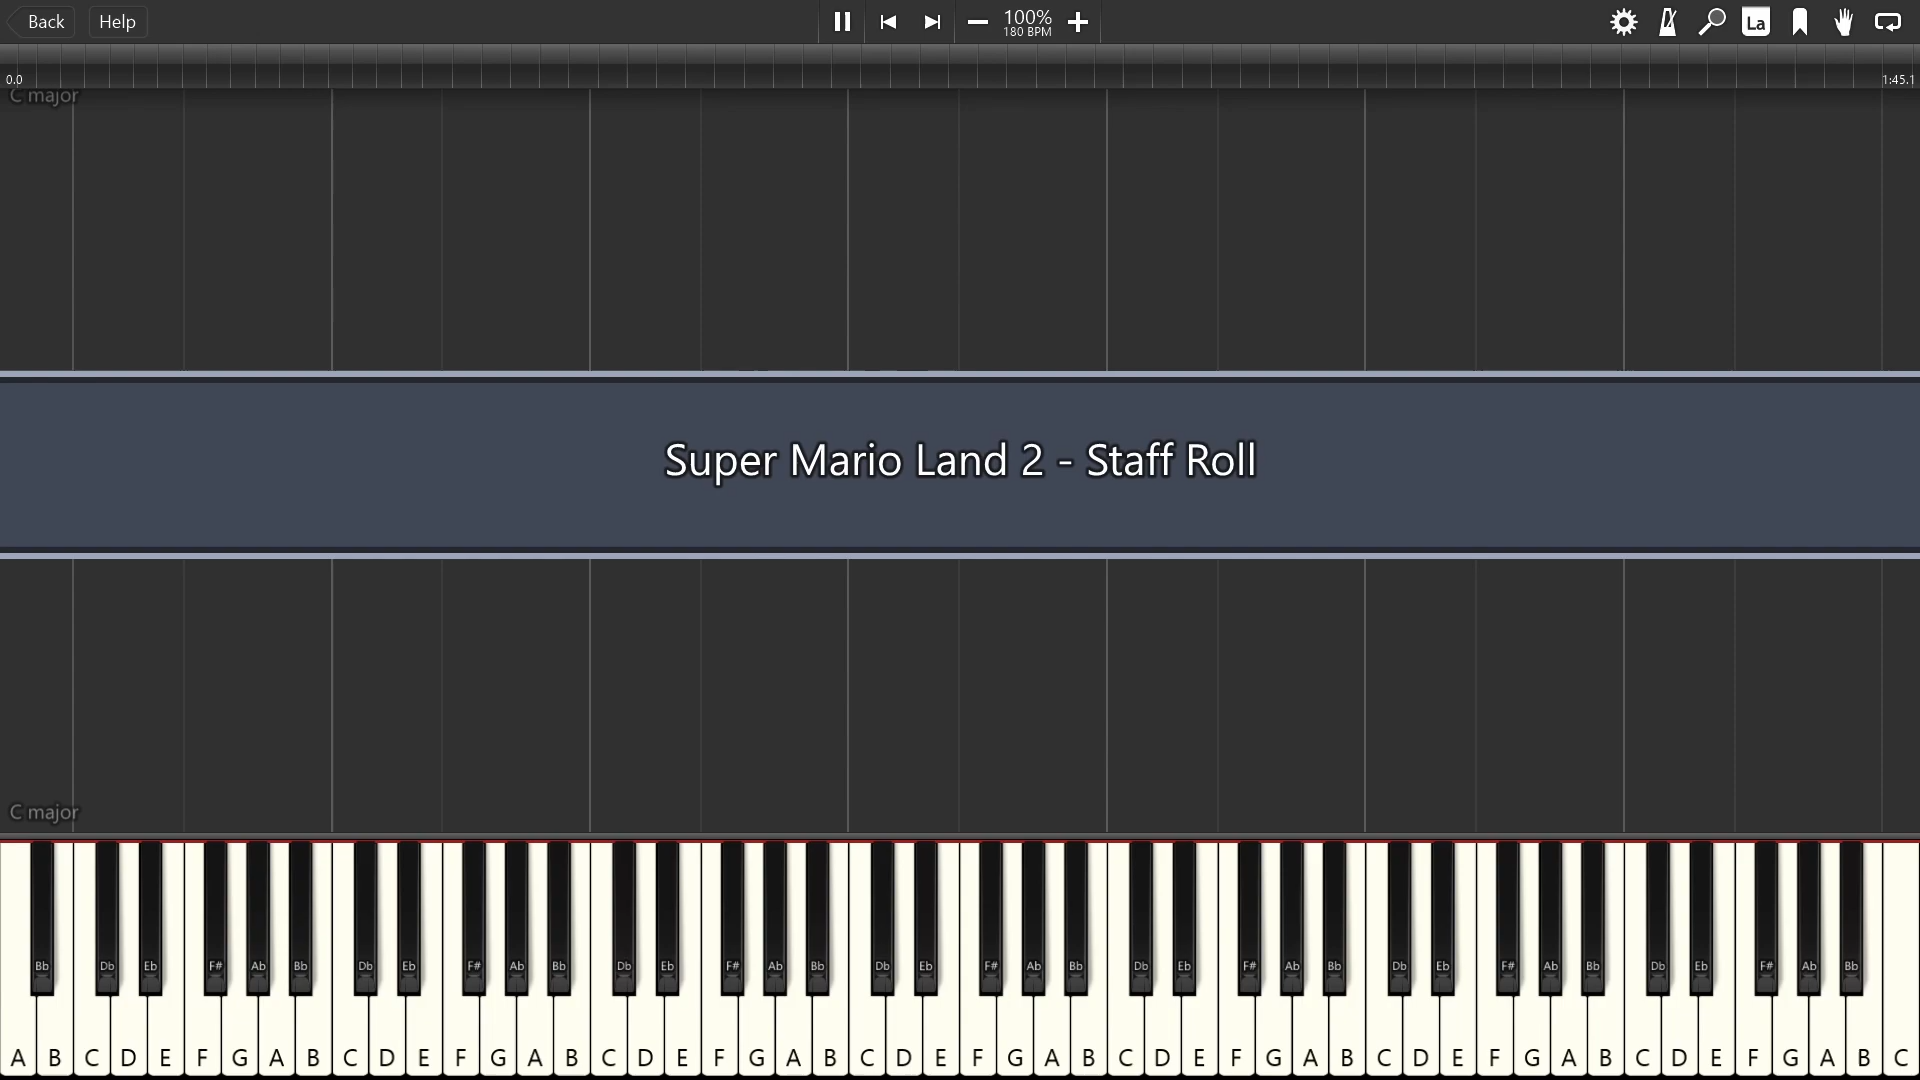 Back Help 100% La
180 BPM
0.0 1:45.1
C major
Super Mario Land 2 - Staff Roll
C major
Bb Db Eb F# Ab Bb Db Eb F# Ab Bb Db Eb F# Ab Bb Db Eb F# Ab Bb Db Eb F# Ab Bb Db Eb F# Ab Bb Db Eb F# Ab Bb
A B C D E F G A B C D E F G A B C D E F G A B C D E F G A B C D E F G A B C D E F G A B C D E F G A B C